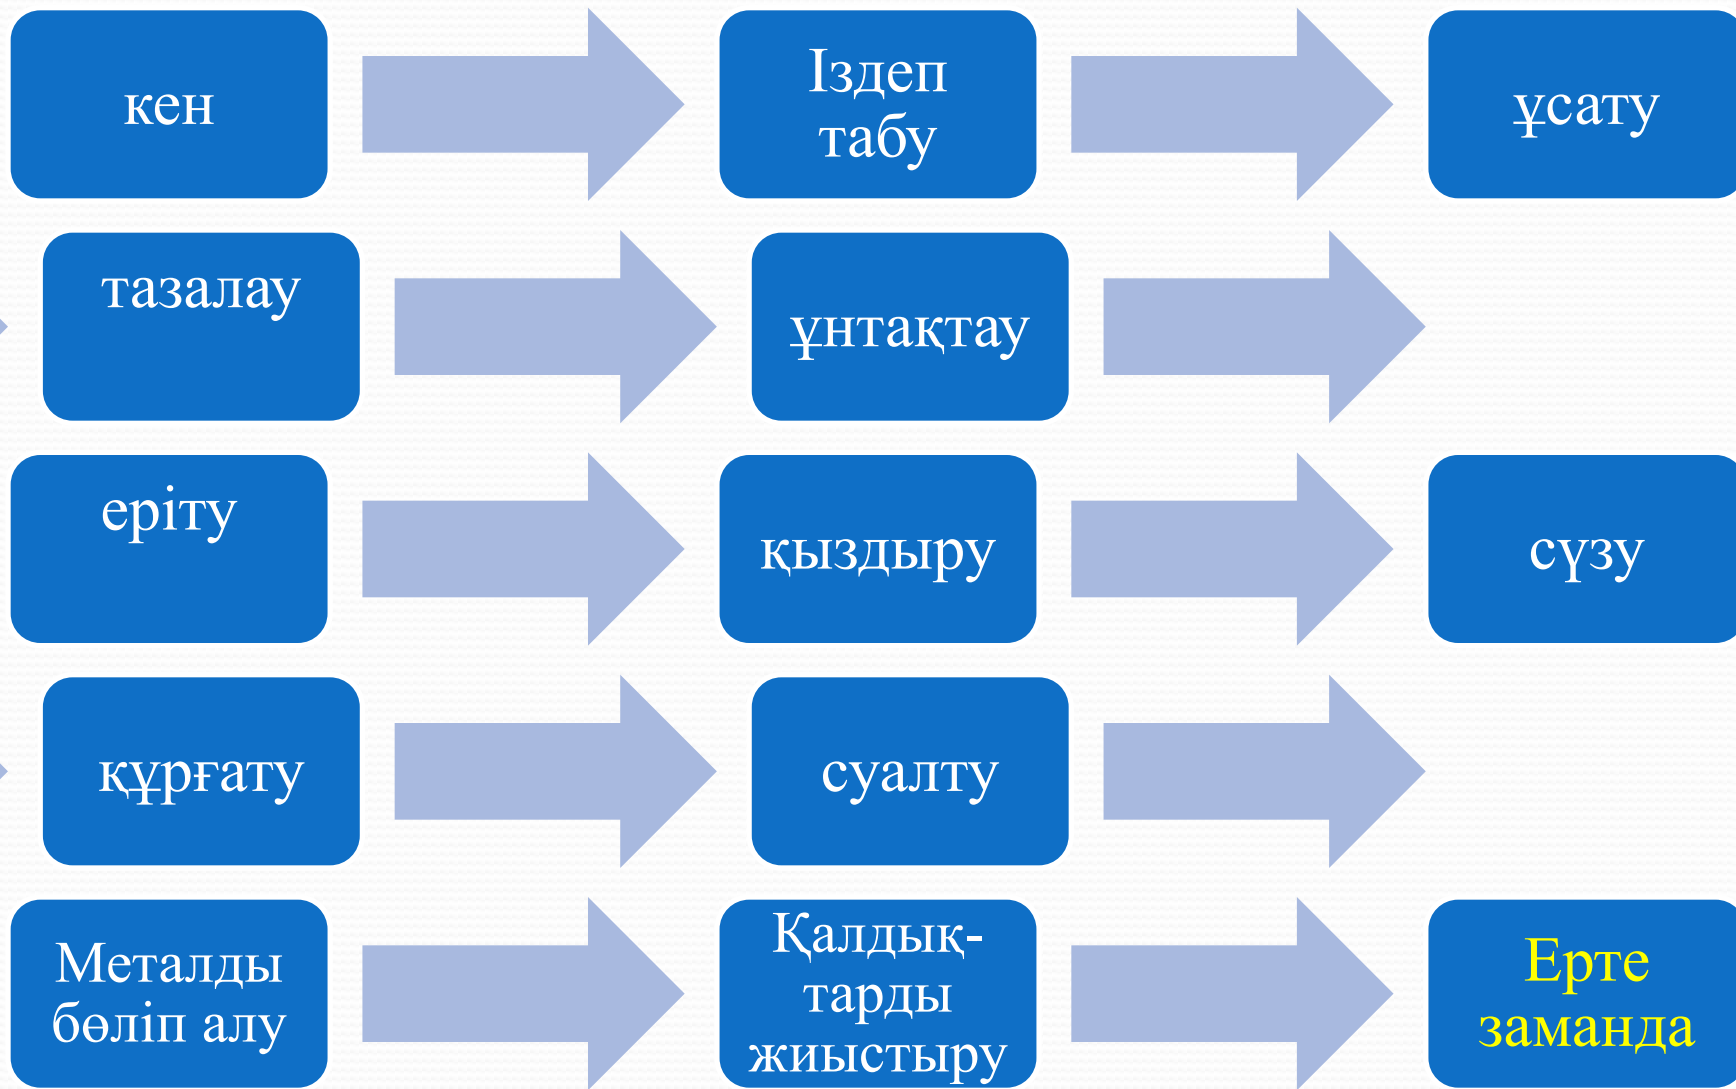 кен
Іздеп
табу
ұсату
тазалау
ұнтақтау
еріту
қыздыру
сүзу
құрғату
суалту
Металды
бөліп алу
Қалдық-
тарды
жиыстыру
Ерте
заманда